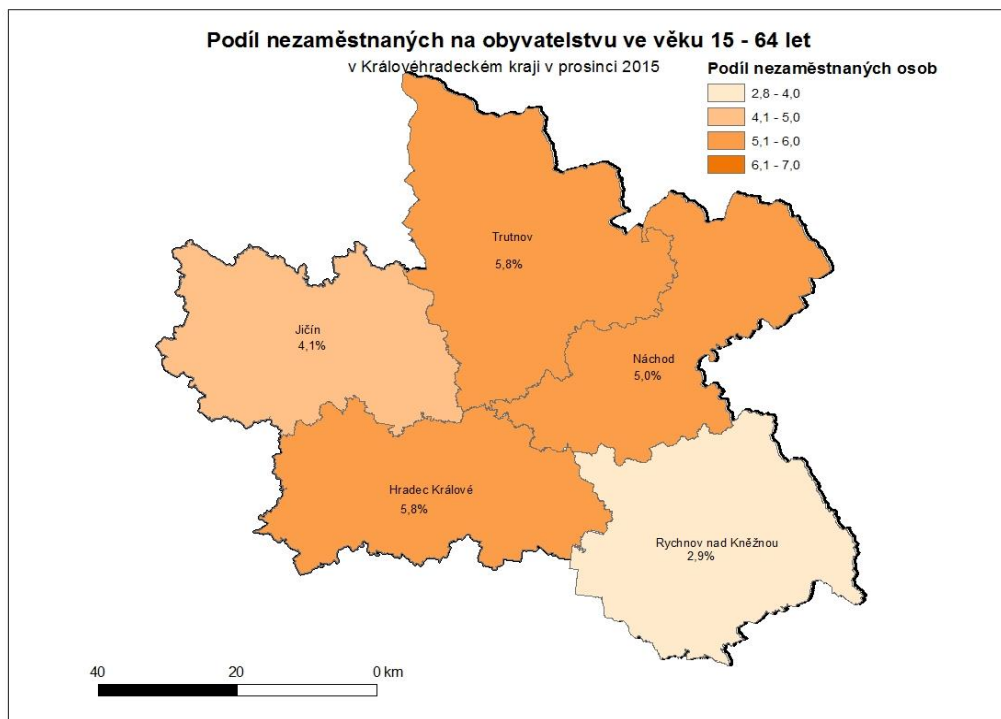 Podíl nezaměstnaných na obyvatelstvu ve věku 15 - 64 let
v Královéhradeckém kraji v prosinci 2015
Podíl nezaměstnaných osob
2,8 - 4,0
4,1 - 5,0
5,1 - 6,0
6,1 - 7,0
Trutnov
5,8%
Jičín
4,1%
Náchod
5,0%
Hradec Králové
5,8%
Rychnov nad Kněžnou
2,9%
40 20 0 km